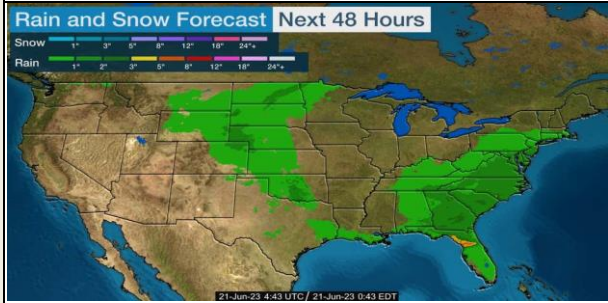 Rain and Snow Forecast Next 48 Hours
Snow
1" 3" 5" 8" 12" 18" 24"+
Rain
1" 2" 3" 5" 8" 12" 18" 24"+
21-Jun-23 4:43 UTC / 21-Jun-23 0:43 EDT